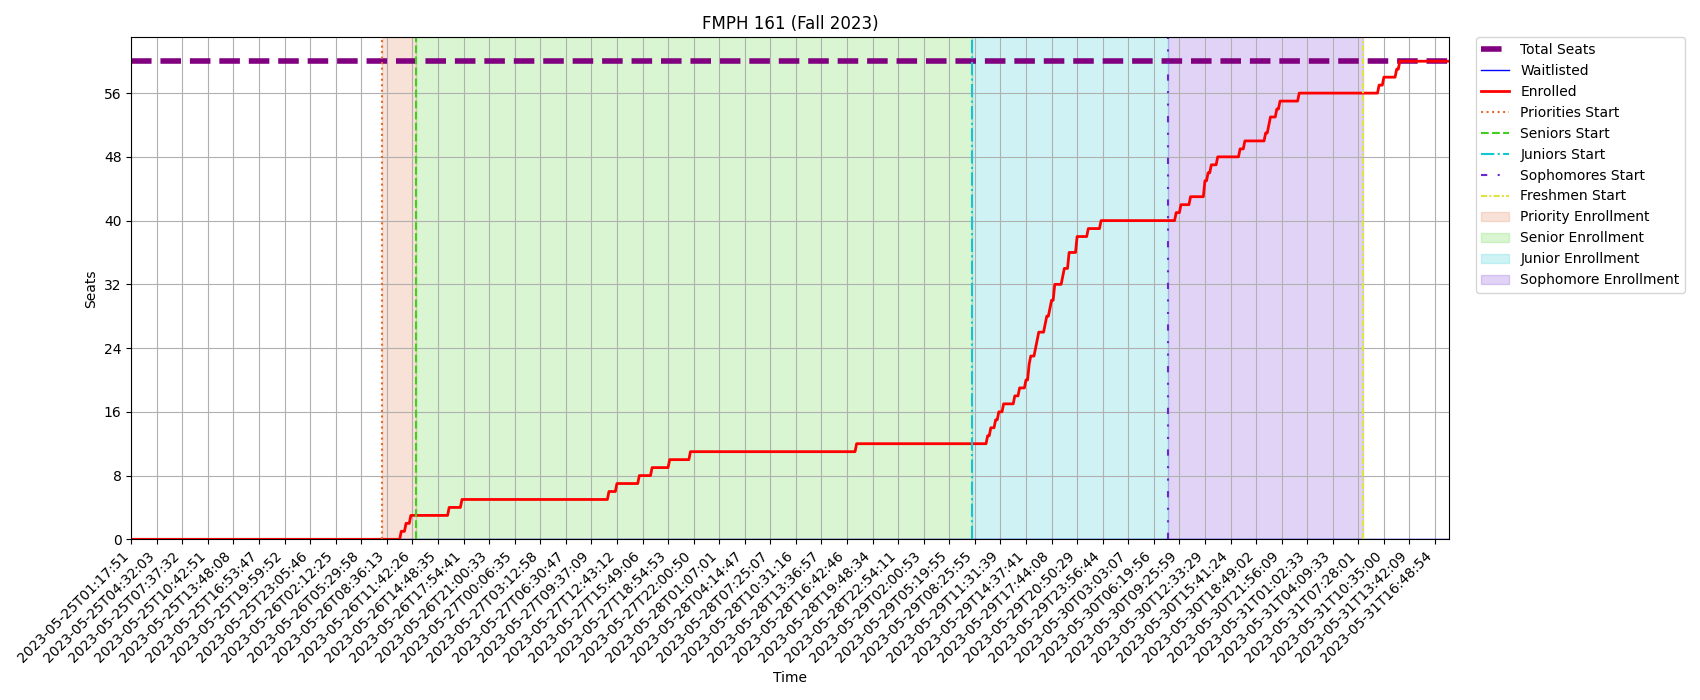 FMPH 161 (Fall 2023)
Seats
56
48
40
32
24
16
8
0
2023-05-25T01:17:51
2023-05-25T04:32:03
2023-05-25T07:37:32
2023-05-25T10:42:51
2023-05-25T13:48:08
2023-05-25T16:53:47
2023-05-25T19:59:52
2023-05-25T23:05:46
2023-05-26T02:12:25
2023-05-26T05:29:58
2023-05-26T08:36:13
2023-05-26T11:42:26
2023-05-26T14:48:35
2023-05-26T17:54:41
2023-05-26T21:00:33
2023-05-27T00:06:35
2023-05-27T03:12:58
2023-05-27T06:30:47
2023-05-27T09:37:09
2023-05-27T12:43:12
2023-05-27T15:49:06
2023-05-27T18:54:53
2023-05-27T22:00:50
2023-05-28T01:07:01
2023-05-28T04:14:47
2023-05-28T07:25:07
2023-05-28T10:31:16
2023-05-28T13:36:57
2023-05-28T16:42:46
2023-05-28T19:48:34
2023-05-28T22:54:11
2023-05-29T02:00:53
2023-05-29T05:19:55
2023-05-29T08:25:55
2023-05-29T11:31:39
2023-05-29T14:37:41
2023-05-29T17:44:08
2023-05-29T20:50:29
2023-05-29T23:56:44
2023-05-30T03:03:07
2023-05-30T06:19:56
2023-05-30T09:25:59
2023-05-30T12:33:29
2023-05-30T15:41:24
2023-05-30T18:49:02
2023-05-30T21:56:09
2023-05-31T01:02:33
2023-05-31T04:09:33
2023-05-31T07:28:01
2023-05-31T10:35:00
2023-05-31T13:42:09
2023-05-31T16:48:54
Time
Total Seats
Waitlisted
Enrolled
Priorities Start
Seniors Start
Juniors Start
Sophomores Start
Freshmen Start
Priority Enrollment
Senior Enrollment
Junior Enrollment
Sophomore Enrollment